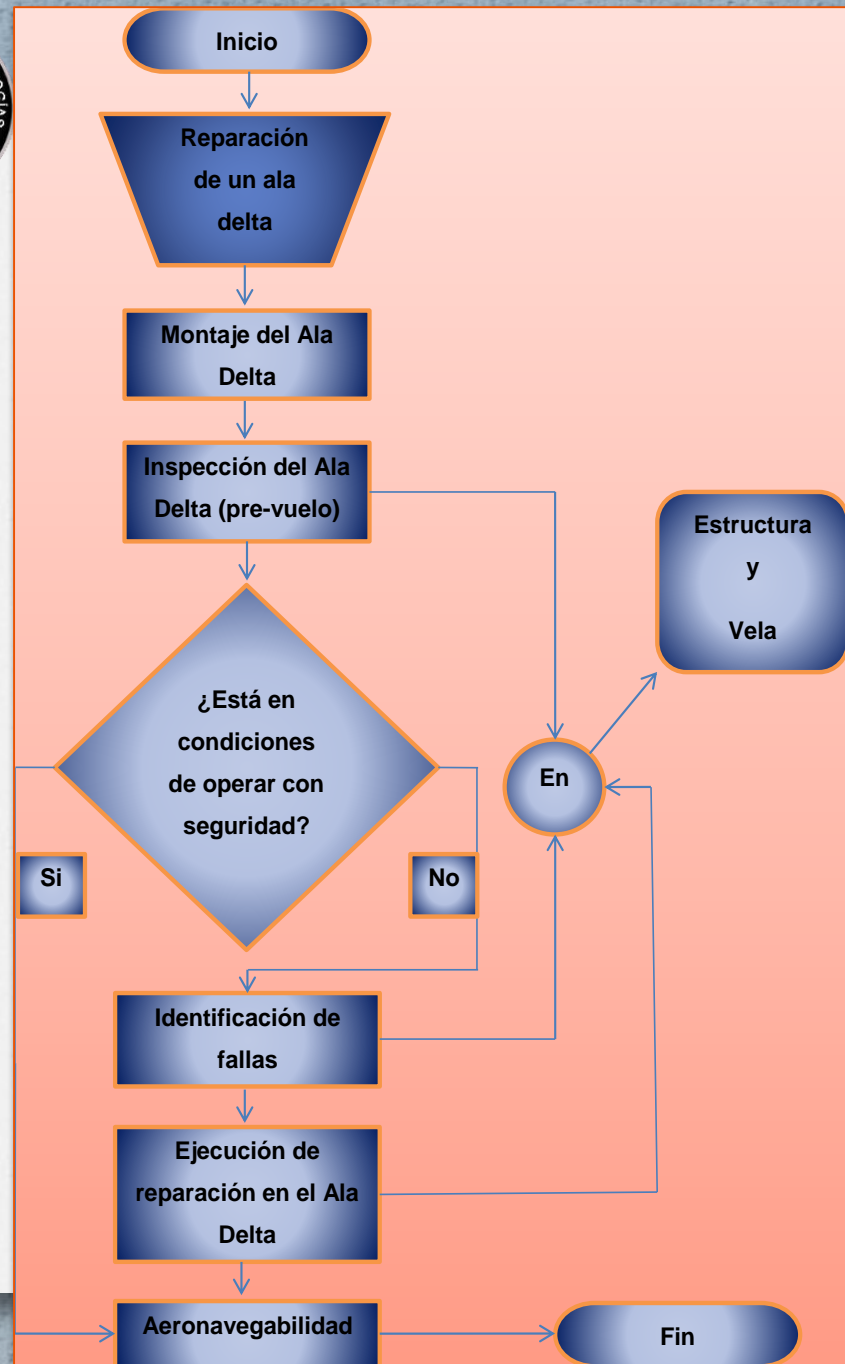 Inicio
Reparación
de un ala
delta
Montaje del Ala
Delta
Inspección del Ala
Delta (pre-vuelo)
Estructura
y
Vela
¿Está en
condiciones
de operar con
seguridad?
En
Si
No
Identificación de
fallas
Ejecución de
reparación en el Ala
Delta
Aeronavegabilidad
Fin